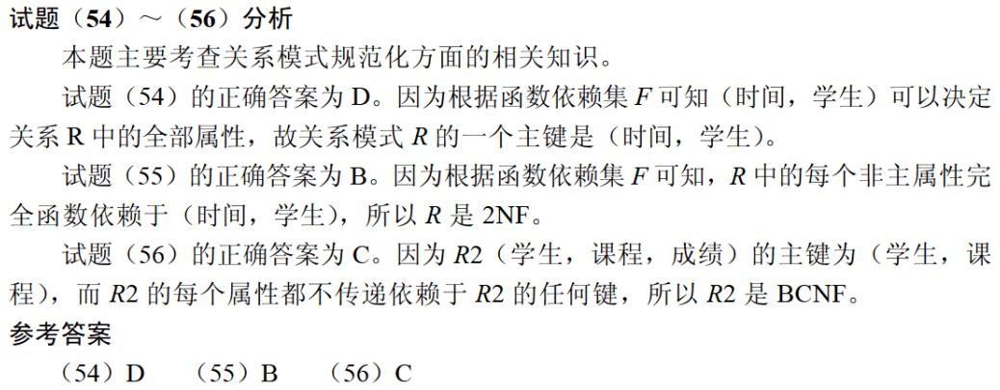 试题（54）～（56）分析
本题主要考查关系模式规范化方面的相关知识。
试题（54）的正确答案为 D。因为根据函数依赖集 F 可知（时间，学生）可以决定
关系 R 中的全部属性，故关系模式 R 的一个主键是（时间，学生）。
试题（55）的正确答案为 B。因为根据函数依赖集 F 可知，R 中的每个非主属性完
全函数依赖于（时间，学生），所以 R 是 2NF。
试题（56）的正确答案为 C。因为 R2（学生，课程，成绩）的主键为（学生，课
程），而 R2 的每个属性都不传递依赖于 R2 的任何键，所以 R2 是 BCNF。
参考答案
（54）D （55）B （56）C